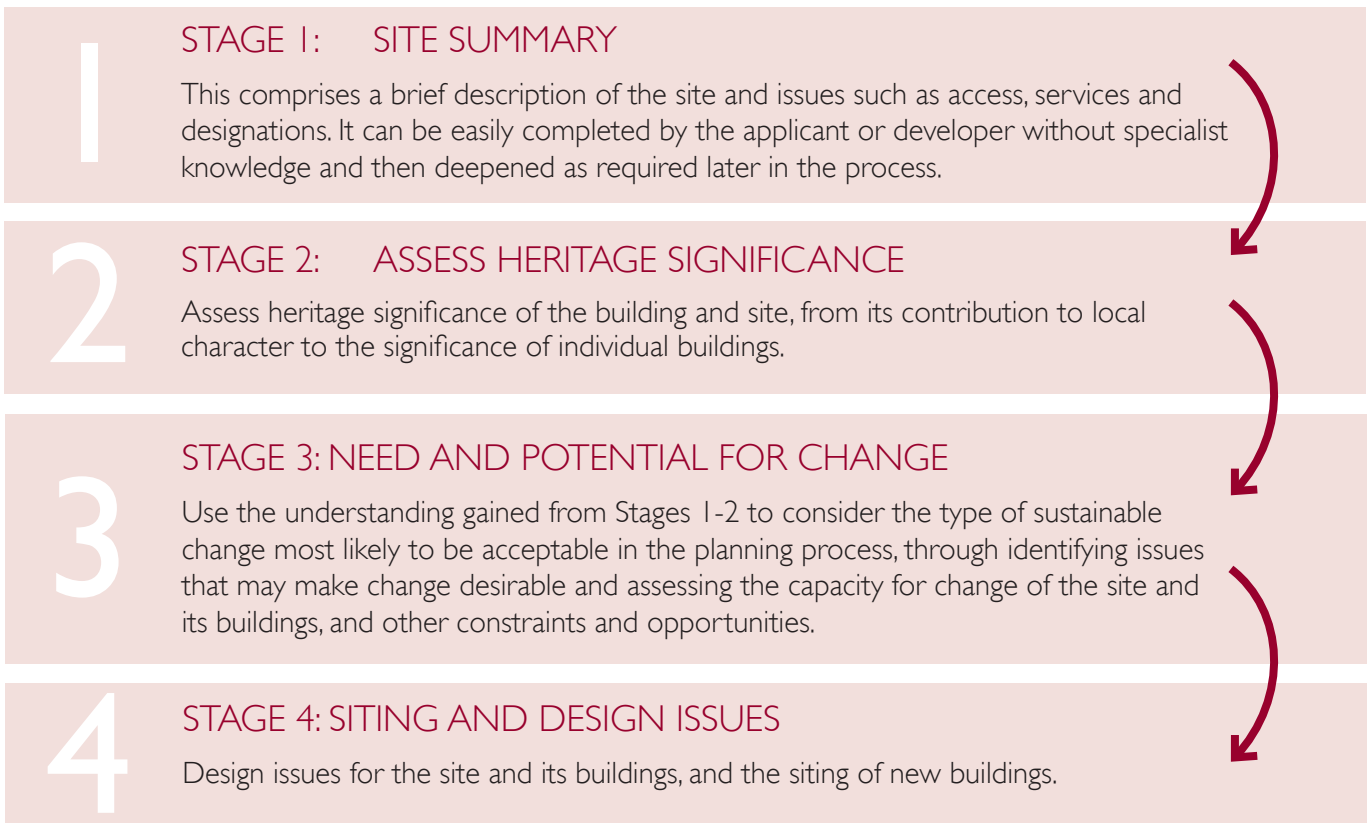 1
STAGE 1: SITE SUMMARY
This comprises a brief description of the site and issues such as access, services and
designations. It can be easily completed by the applicant or developer without specialist
knowledge and then deepened as required later in the process.
2
STAGE 2: ASSESS HERITAGE SIGNIFICANCE
Assess heritage significance of the building and site, from its contribution to local
character to the significance of individual buildings.
3
STAGE 3: NEED AND POTENTIAL FOR CHANGE
Use the understanding gained from Stages 1-2 to consider the type of sustainable
change most likely to be acceptable in the planning process, through identifying issues
that may make change desirable and assessing the capacity for change of the site and
its buildings, and other constraints and opportunities.
4
STAGE 4: SITING AND DESIGN ISSUES
Design issues for the site and its buildings, and the siting of new buildings.